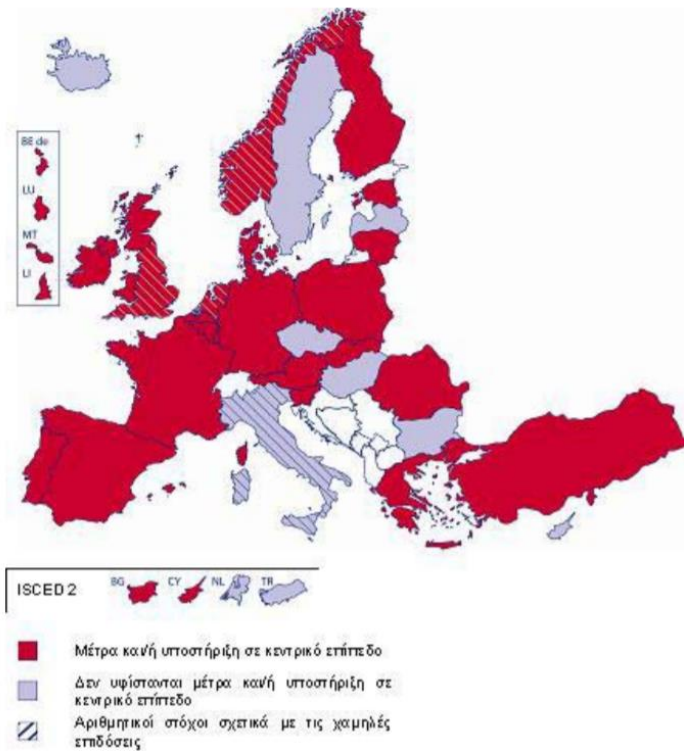 BE de
LU
MT
LI
ISCED 2 BG CY NL TR
Μέτρα και/ή υποστήριξη σε κεντρικό επίπεδο
Δεν υφίστανται μέτρα και/ή υποστήριξη σε
κεντρικό επίπεδο
Αριθμητικοί στόχοι σχετικά με τις χαμηλές
επιδόσεις